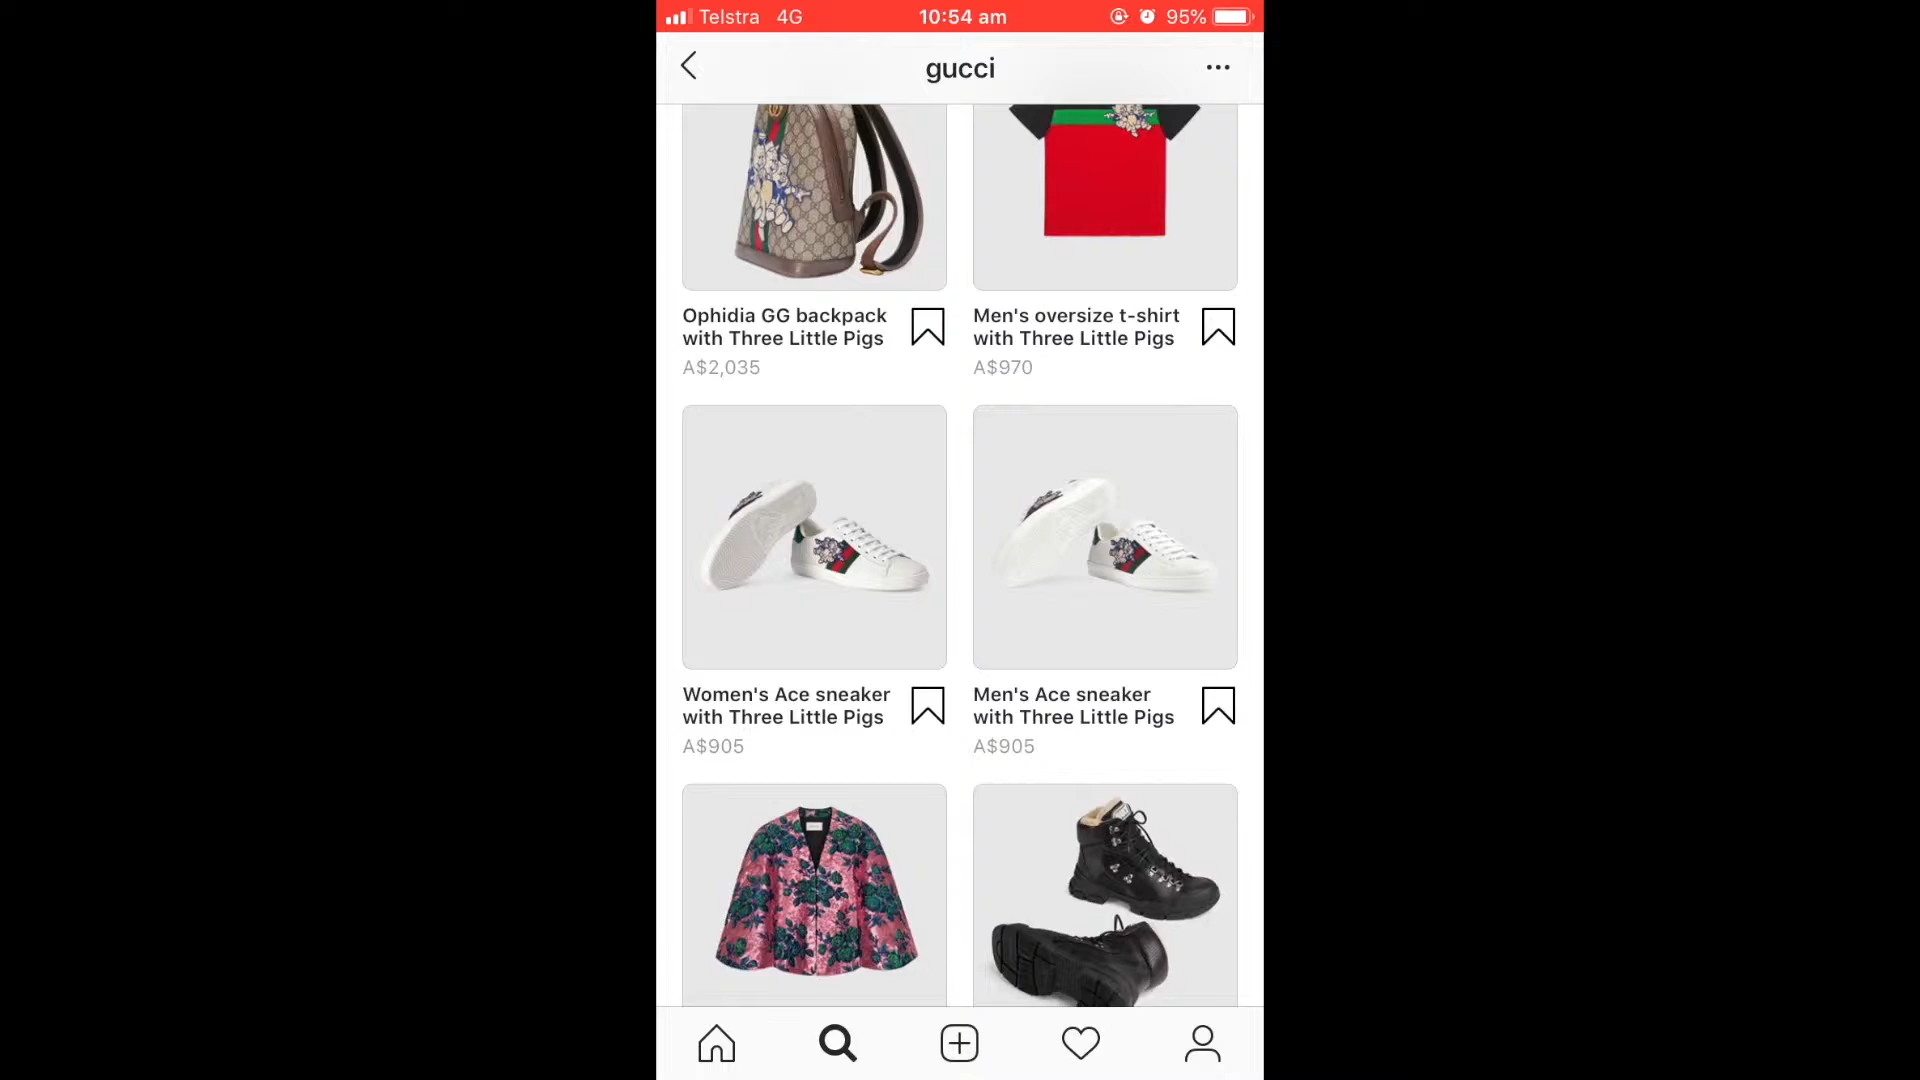 Telstra 4G 10:54 am 95%
gucci
Ophidia GG backpack
with Three Little Pigs
A$2,035
Men's oversize t-shirt
with Three Little Pigs
A$970
Women's Ace sneaker
with Three Little Pigs
A$905
Men's Ace sneaker
with Three Little Pigs
A$905